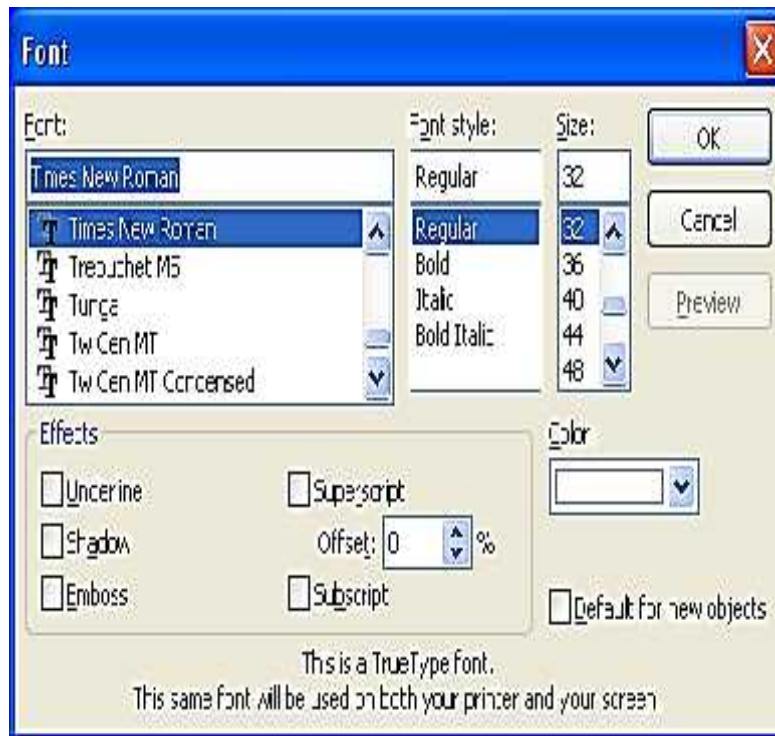 Font
Font:
Font style:
Size:
OK
Times New Roman
Regular
32
Times New Roman
Regular
32
Cancel
Trebuchet MS
Bold
36
Tunga
Italic
40
Preview
Tw Cen MT
Bold Italic
44
Tw Cen MT Condensed
48
Effects
Color
Underline
Superscript
Shadow
Offset: 0 %
Emboss
Subscript
Default for new objects
This is a TrueType font.
This same font will be used on both your printer and your screen